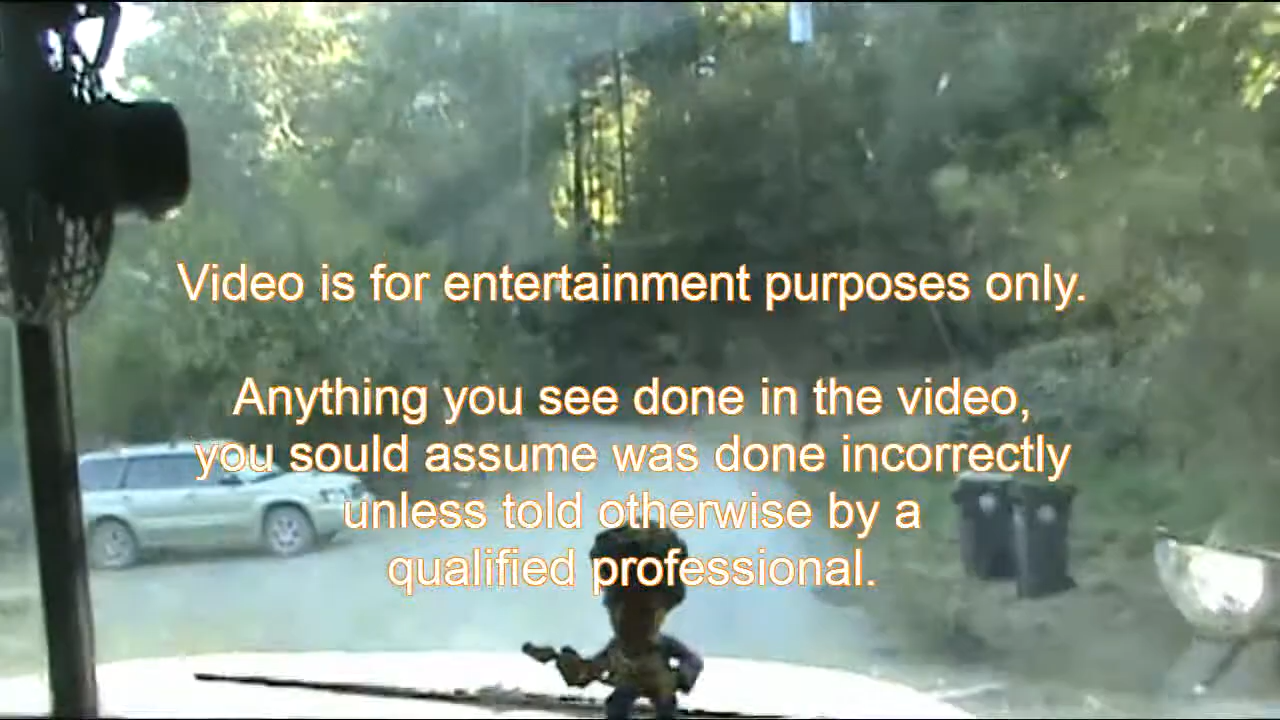 Video is for entertainment purposes only.
Anything you see done in the video,
you sould assume was done incorrectly
unless told otherwise by a
qualified professional.